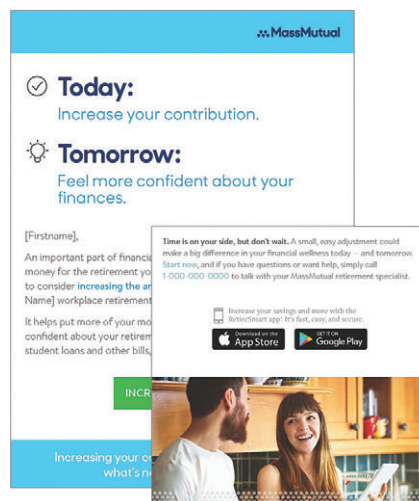 MassMutual
Today:
Increase your contribution.
Tomorrow:
Feel more confident about your
finances.
[Firstname],
An important part of financia
money for the retirement yo
to consider increasing the am
Name] workplace retirement
It helps put more of your mo
confident about your retirem
student loans and other bills,
INCR
Increasing your co
what's ne
Time is on your side, but don't wait. A small, easy adjustment could
make a big difference in your financial wellness today — and tomorrow.
Start now, and if you have questions or want help, simply call
1-000-000-0000 to talk with your MassMutual retirement specialist.
Increase your savings and more with the
RetireSmart app! It's fast, easy, and secure.
Download on the
App Store
GET IT ON
Google Play